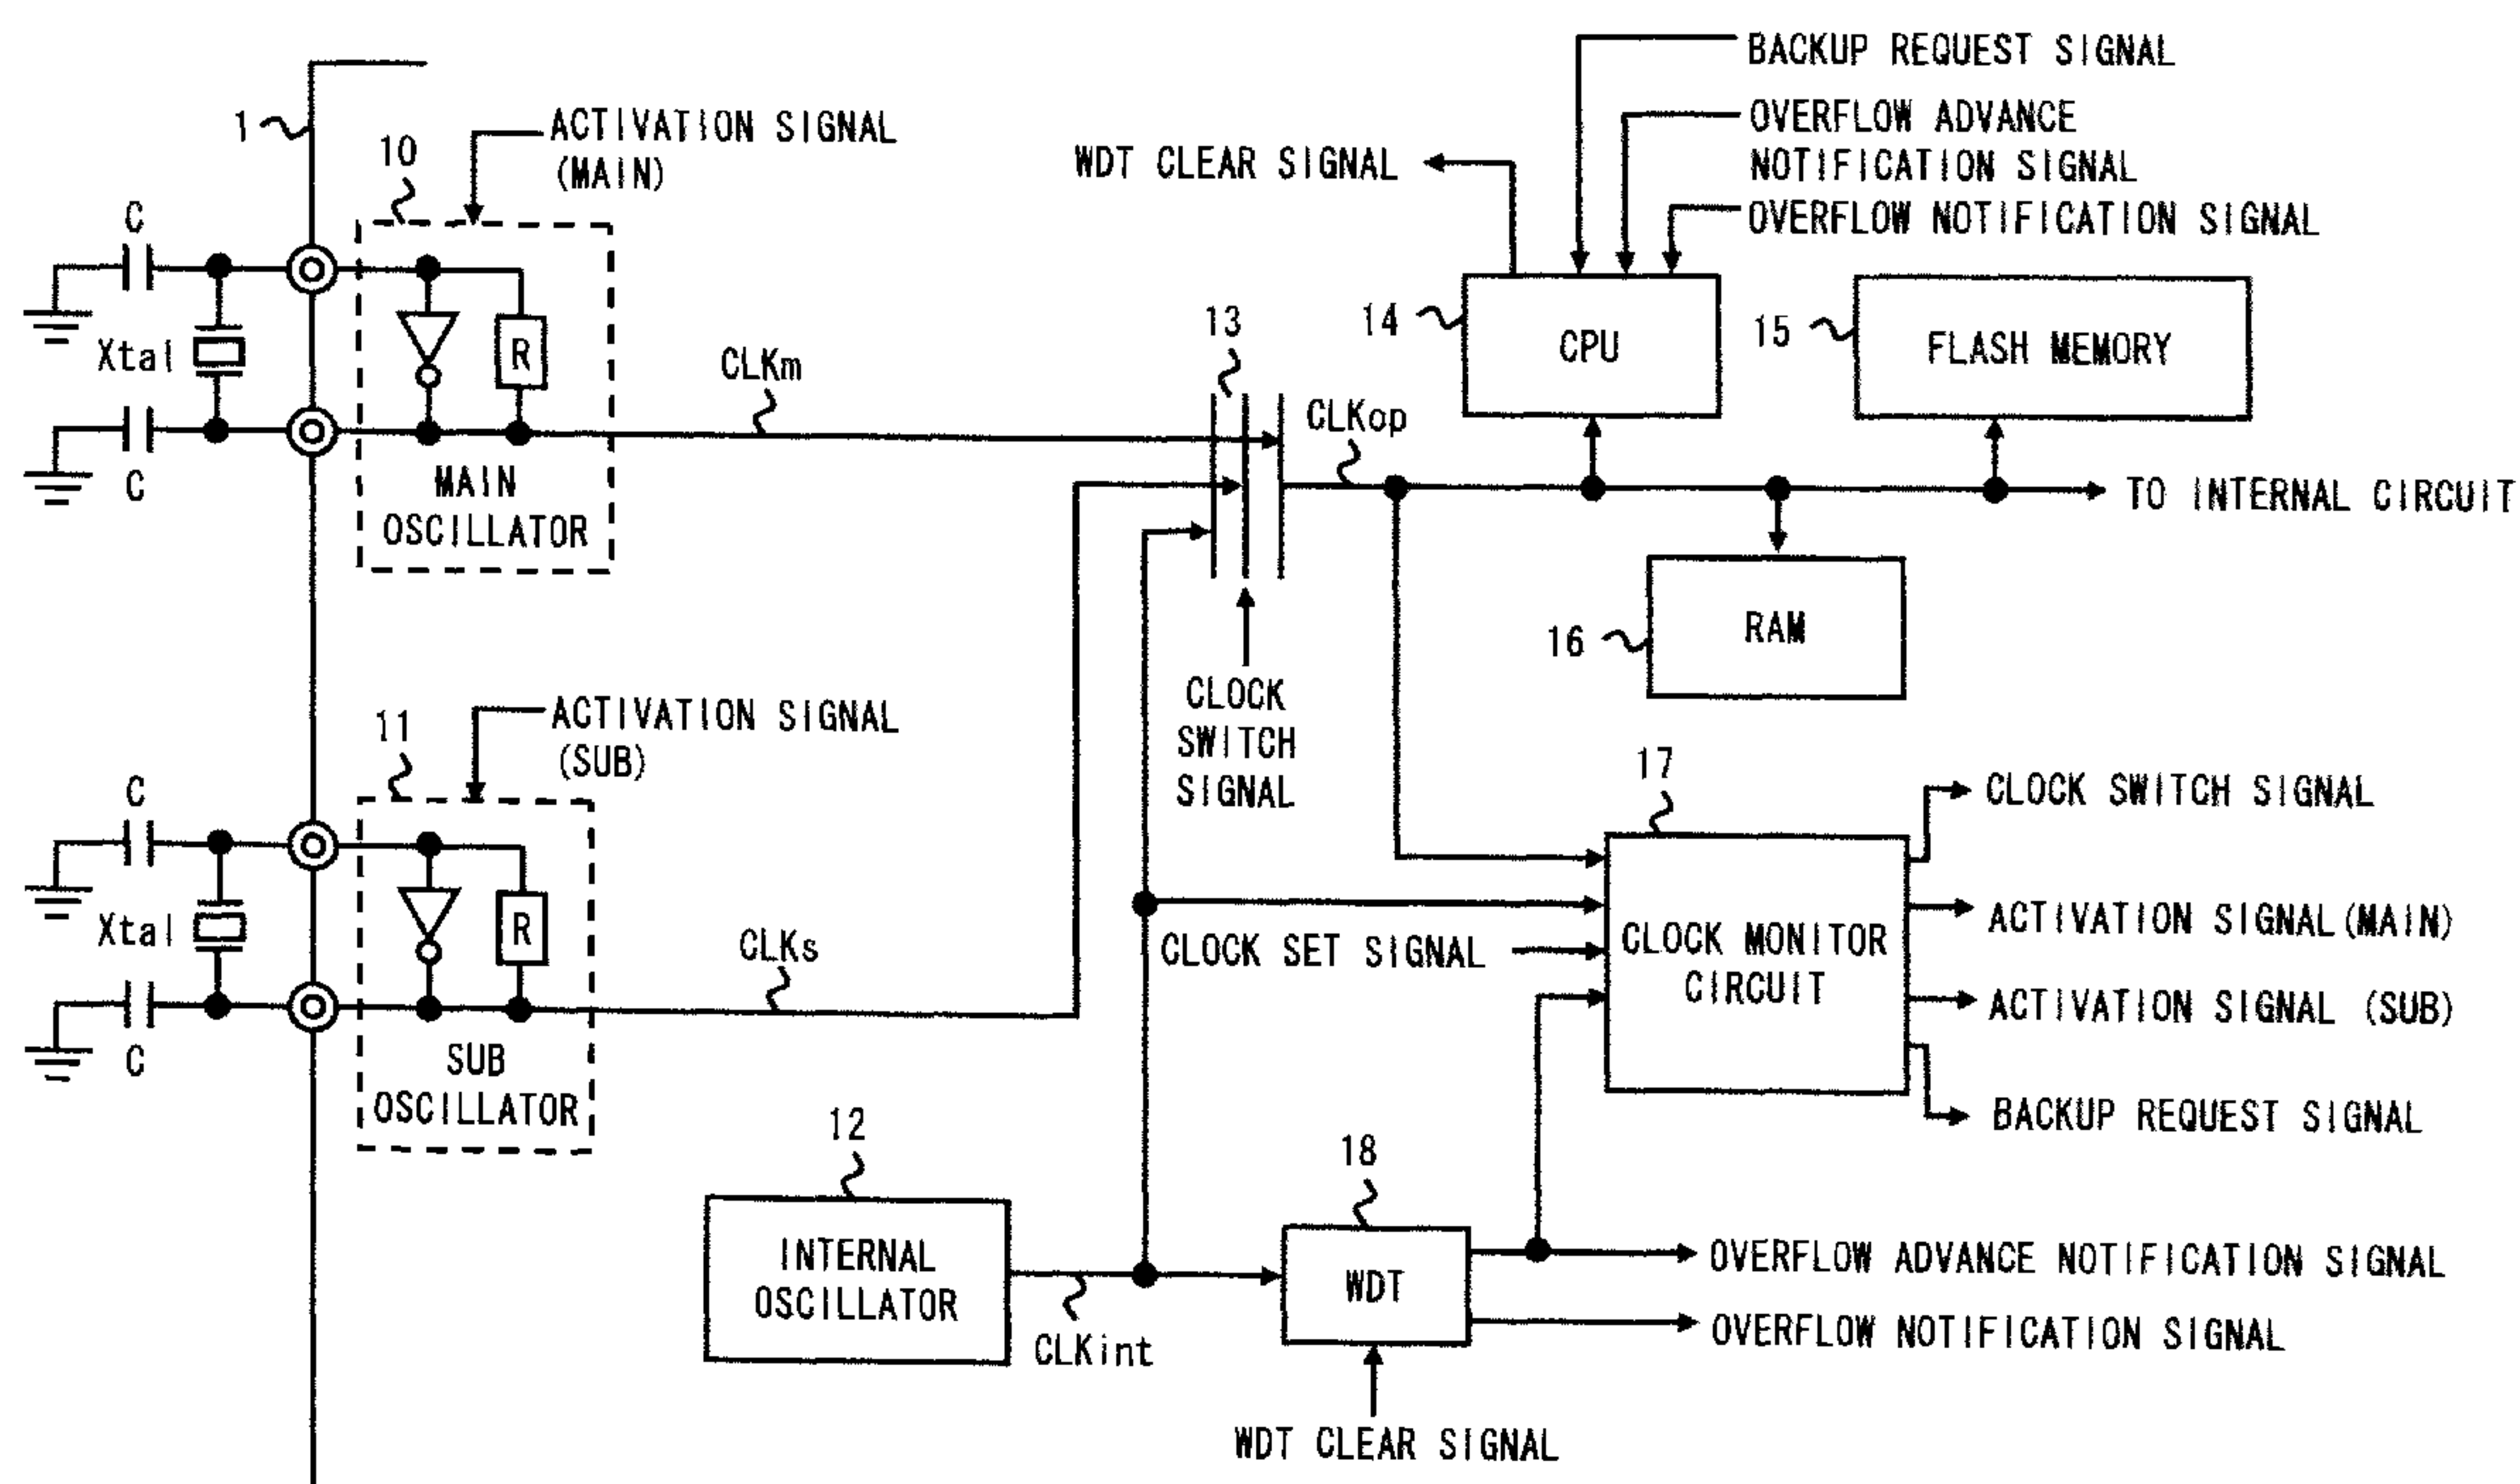 BACKUP REQUEST SIGNAL
1
ACTIVATION SIGNAL
(MAIN)
OVERFLOW ADVANCE
NOTIFICATION SIGNAL
10
WDT CLEAR SIGNAL
OVERFLOW NOTIFICATION SIGNAL
C
Xtal
R
C
MAIN
OSCILLATOR
CLKm
13
CLKop
14
CPU
15
FLASH MEMORY
TO INTERNAL CIRCUIT
16
RAM
CLOCK
SWITCH
SIGNAL
11
ACTIVATION SIGNAL
(SUB)
C
Xtal
R
C
SUB
OSCILLATOR
CLKs
17
CLOCK SET SIGNAL
CLOCK MONITOR
CIRCUIT
CLOCK SWITCH SIGNAL
ACTIVATION SIGNAL(MAIN)
ACTIVATION SIGNAL (SUB)
BACKUP REQUEST SIGNAL
12
INTERNAL
OSCILLATOR
CLKint
18
WDT
OVERFLOW ADVANCE NOTIFICATION SIGNAL
OVERFLOW NOTIFICATION SIGNAL
WDT CLEAR SIGNAL